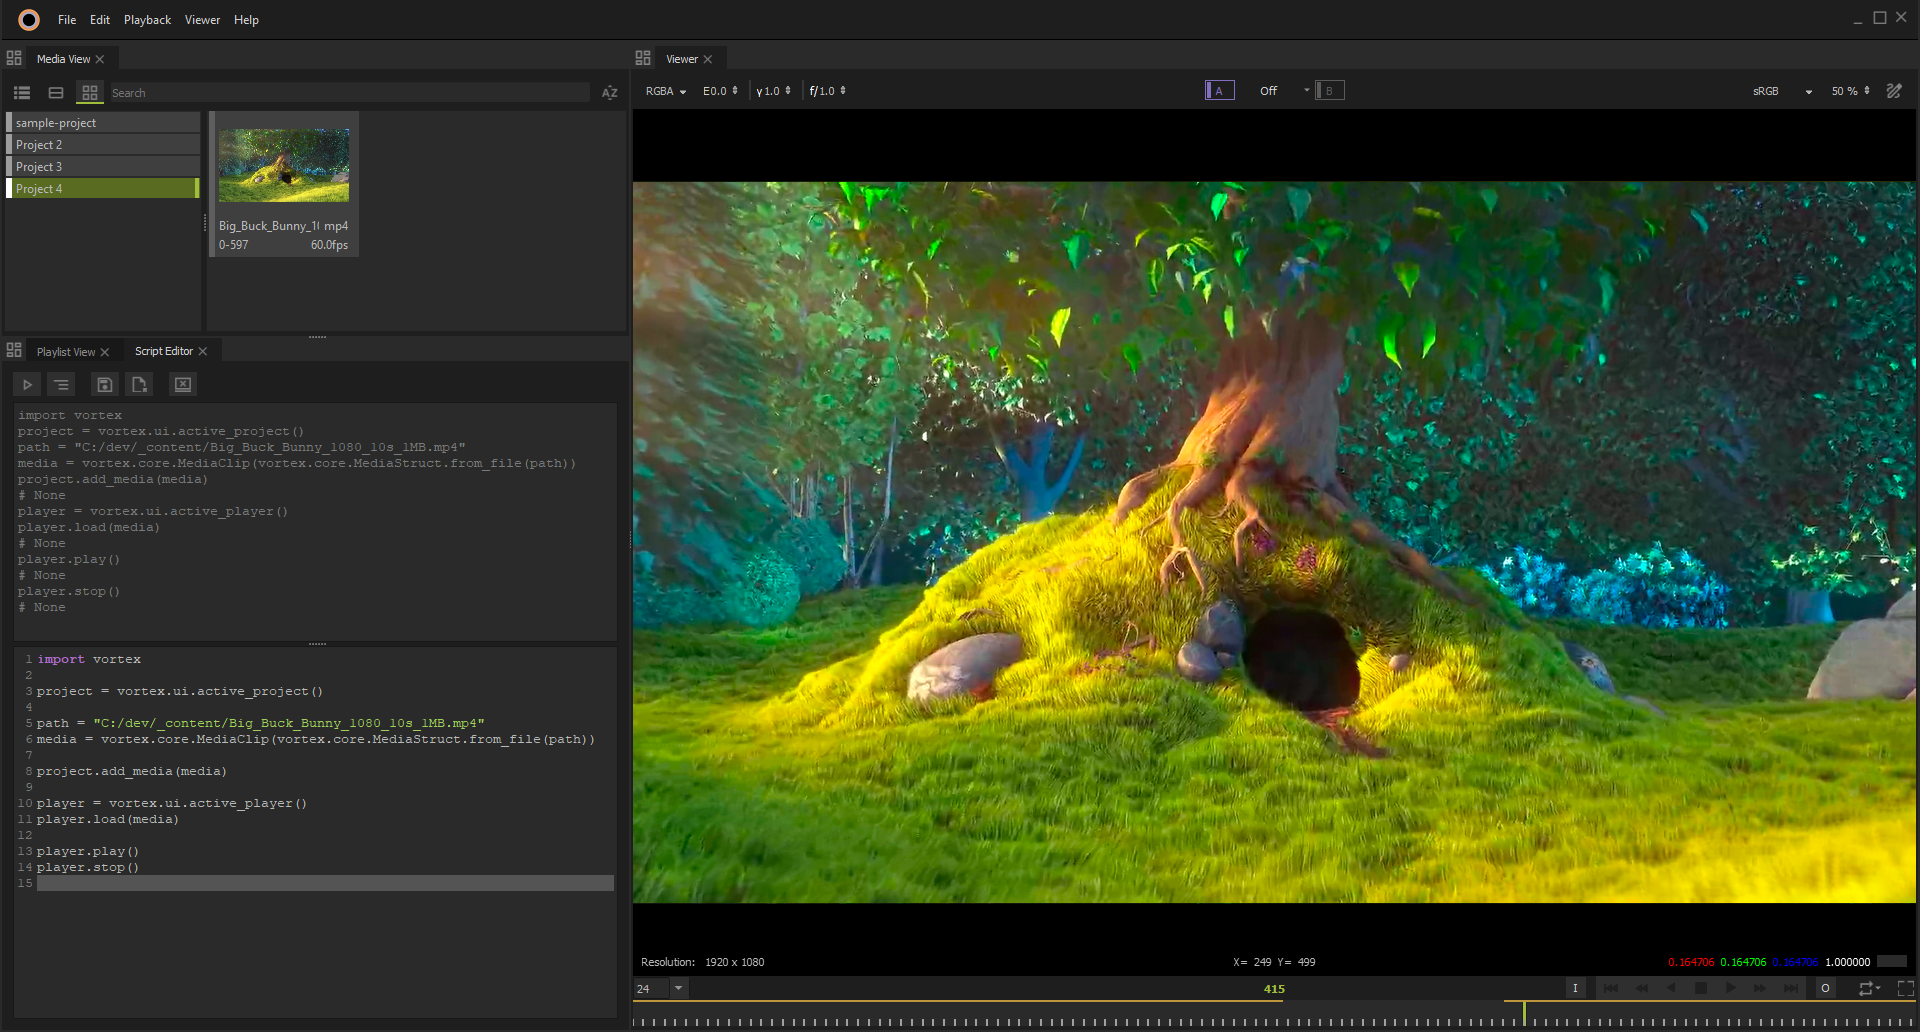 File Edit Playback Viewer Help
Media View
Search
AZ
sample-project
Project 2
Project 3
Project 4
Big_Buck_Bunny_1( mp4
0-597 60.0fps
Playlist View Script Editor
import vortex
project = vortex.ui.active_project()
path = "C:/dev/_content/Big_Buck_Bunny_1080_10s_1MB.mp4"
media = vortex.core.MediaClip(vortex.core.MediaStruct.from_file(path))
project.add_media(media)
# None
player = vortex.ui.active_player()
player.load(media)
# None
player.play()
# None
player.stop()
# None
1 import vortex
2
3 project = vortex.ui.active_project()
4
5 path = "C:/dev/_content/Big_Buck_Bunny_1080_10s_1MB.mp4"
6 media = vortex.core.MediaClip(vortex.core.MediaStruct.from_file(path))
7
8 project.add_media(media)
9
10 player = vortex.ui.active_player()
11 player.load(media)
12
13 player.play()
14 player.stop()
15
Viewer
RGBA E0.0 γ 1.0 f/1.0 A Off B sRGB 50 %
Resolution: 1920 x 1080 X= 249 Y= 499 0.164706 0.164706 0.164706 1.000000
24 415 I O